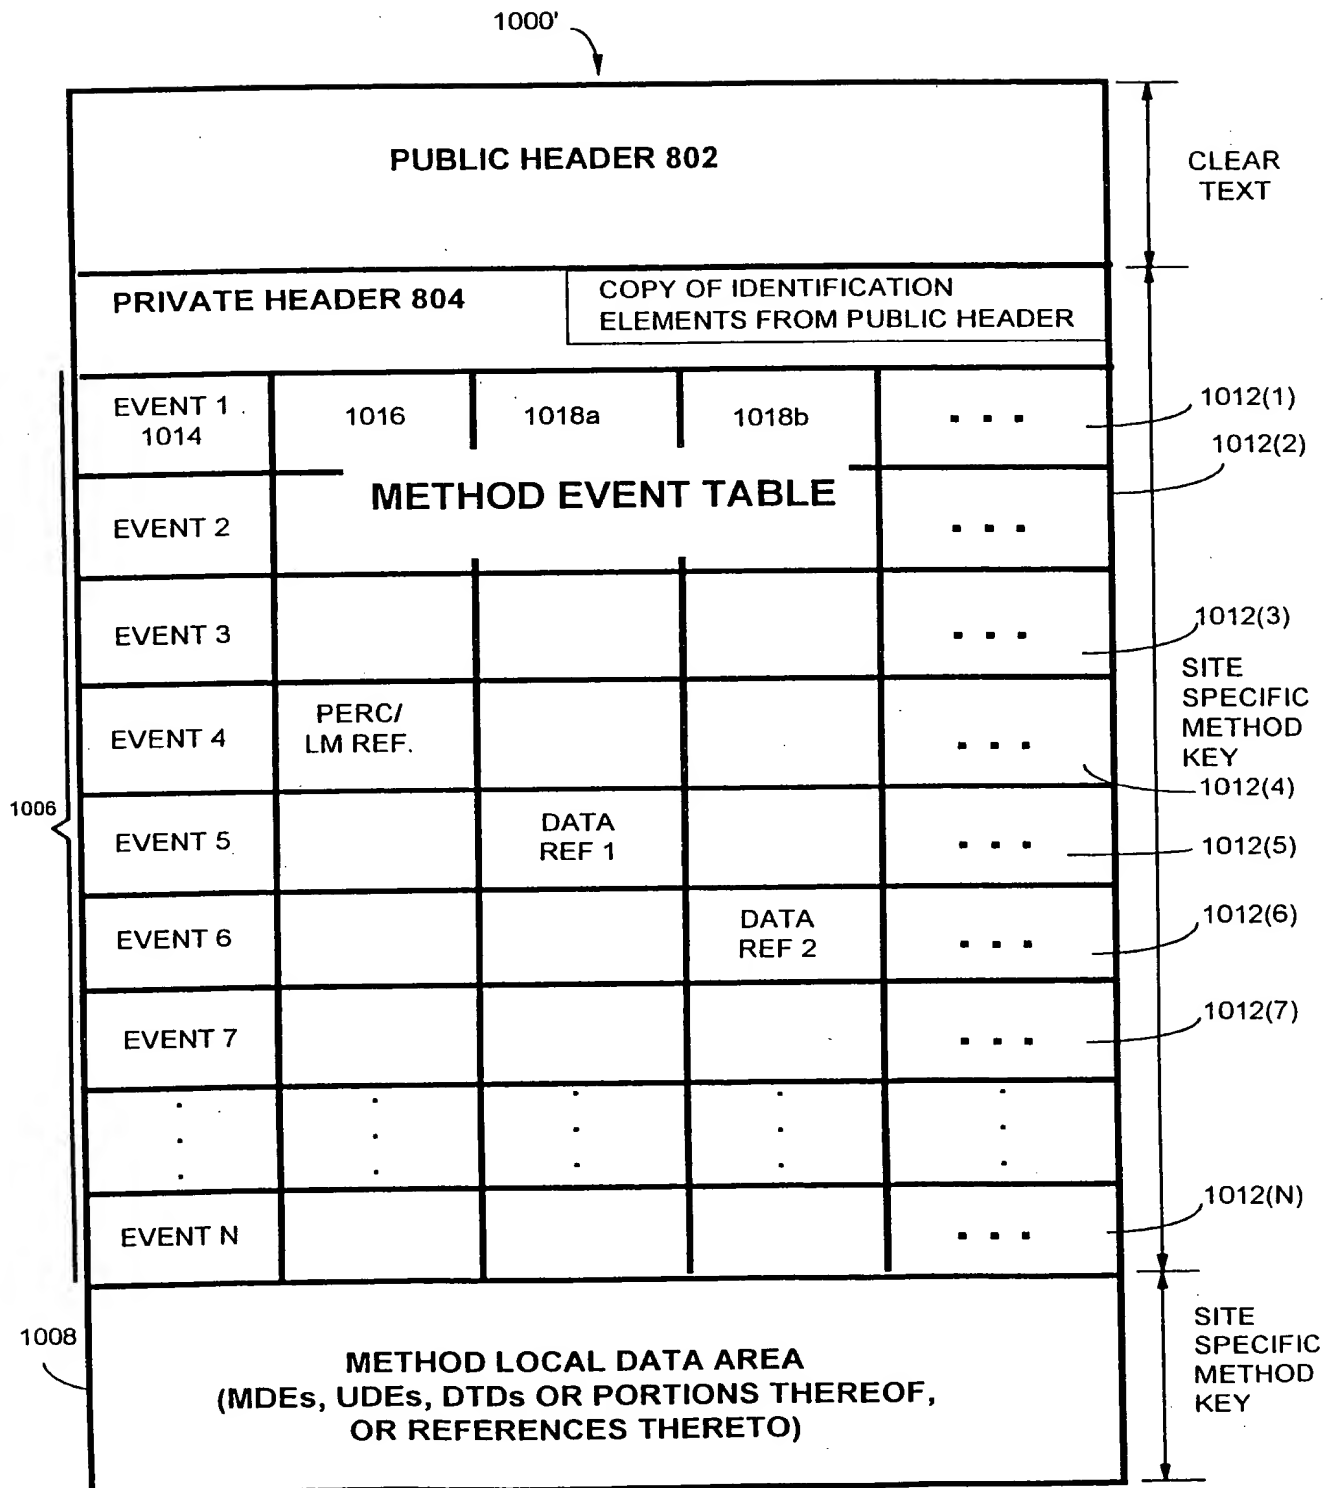 1000'
PUBLIC HEADER 802
CLEAR
TEXT
PRIVATE HEADER 804
COPY OF IDENTIFICATION
ELEMENTS FROM PUBLIC HEADER
EVENT 1
1014
1016
1018a
1018b
▪ ▪ ▪
1012(1)
1012(2)
METHOD EVENT TABLE
EVENT 2
▪ ▪ ▪
EVENT 3
▪ ▪ ▪
1012(3)
SITE
SPECIFIC
METHOD
KEY
EVENT 4
PERC/
LM REF.
▪ ▪ ▪
1012(4)
1006
EVENT 5
DATA
REF 1
▪ ▪ ▪
1012(5)
EVENT 6
DATA
REF 2
▪ ▪ ▪
1012(6)
EVENT 7
▪ ▪ ▪
1012(7)
EVENT N
▪ ▪ ▪
1012(N)
1008
METHOD LOCAL DATA AREA
(MDEs, UDEs, DTDs OR PORTIONS THEREOF,
OR REFERENCES THERETO)
SITE
SPECIFIC
METHOD
KEY